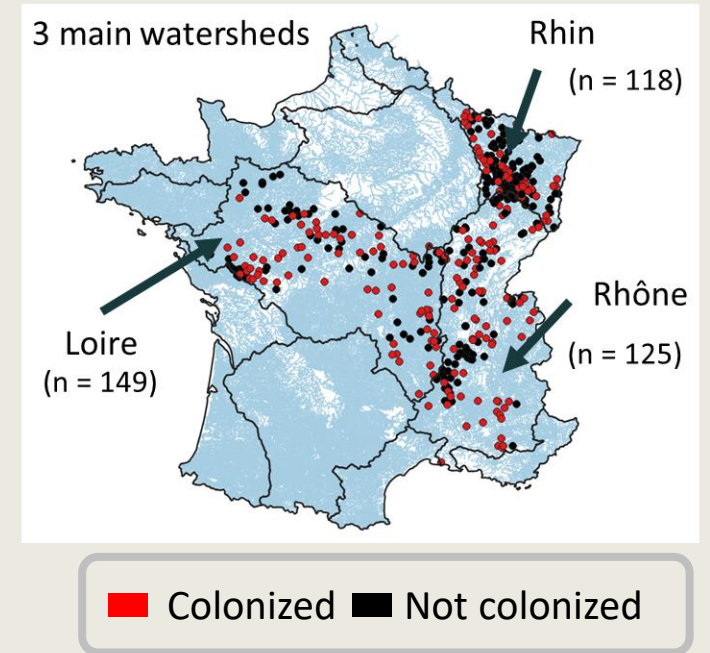 3 main watersheds
Rhin
(n = 118)
Rhône
(n = 125)
Loire
(n = 149)
Colonized
Not colonized